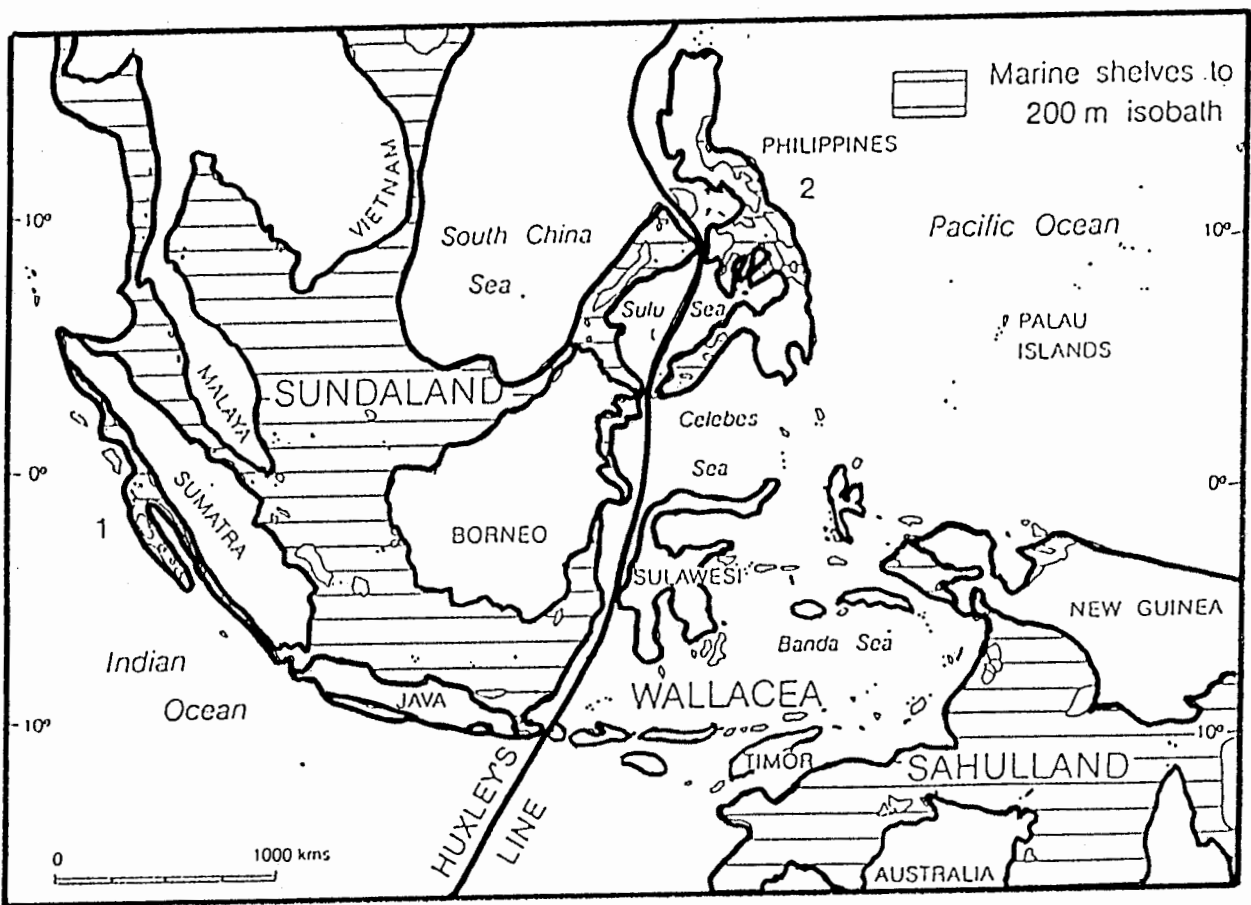 Marine shelves to
200 m isobath
PHILIPPINES
2
VIETNAM
10°
South China
Sea
Pacific Ocean
10°
Sulu Sea
PALAU
ISLANDS
MALAYA
SUNDALAND
Celebes
Sea
0°
0°
SUMATRA
1
BORNEO
SULAWESI
NEW GUINEA
Banda Sea
Indian
Ocean
JAVA
WALLACEA
10°
10°
TIMOR
SAHULLAND
HUXLEY'S
LINE
0 1000 kms
AUSTRALIA